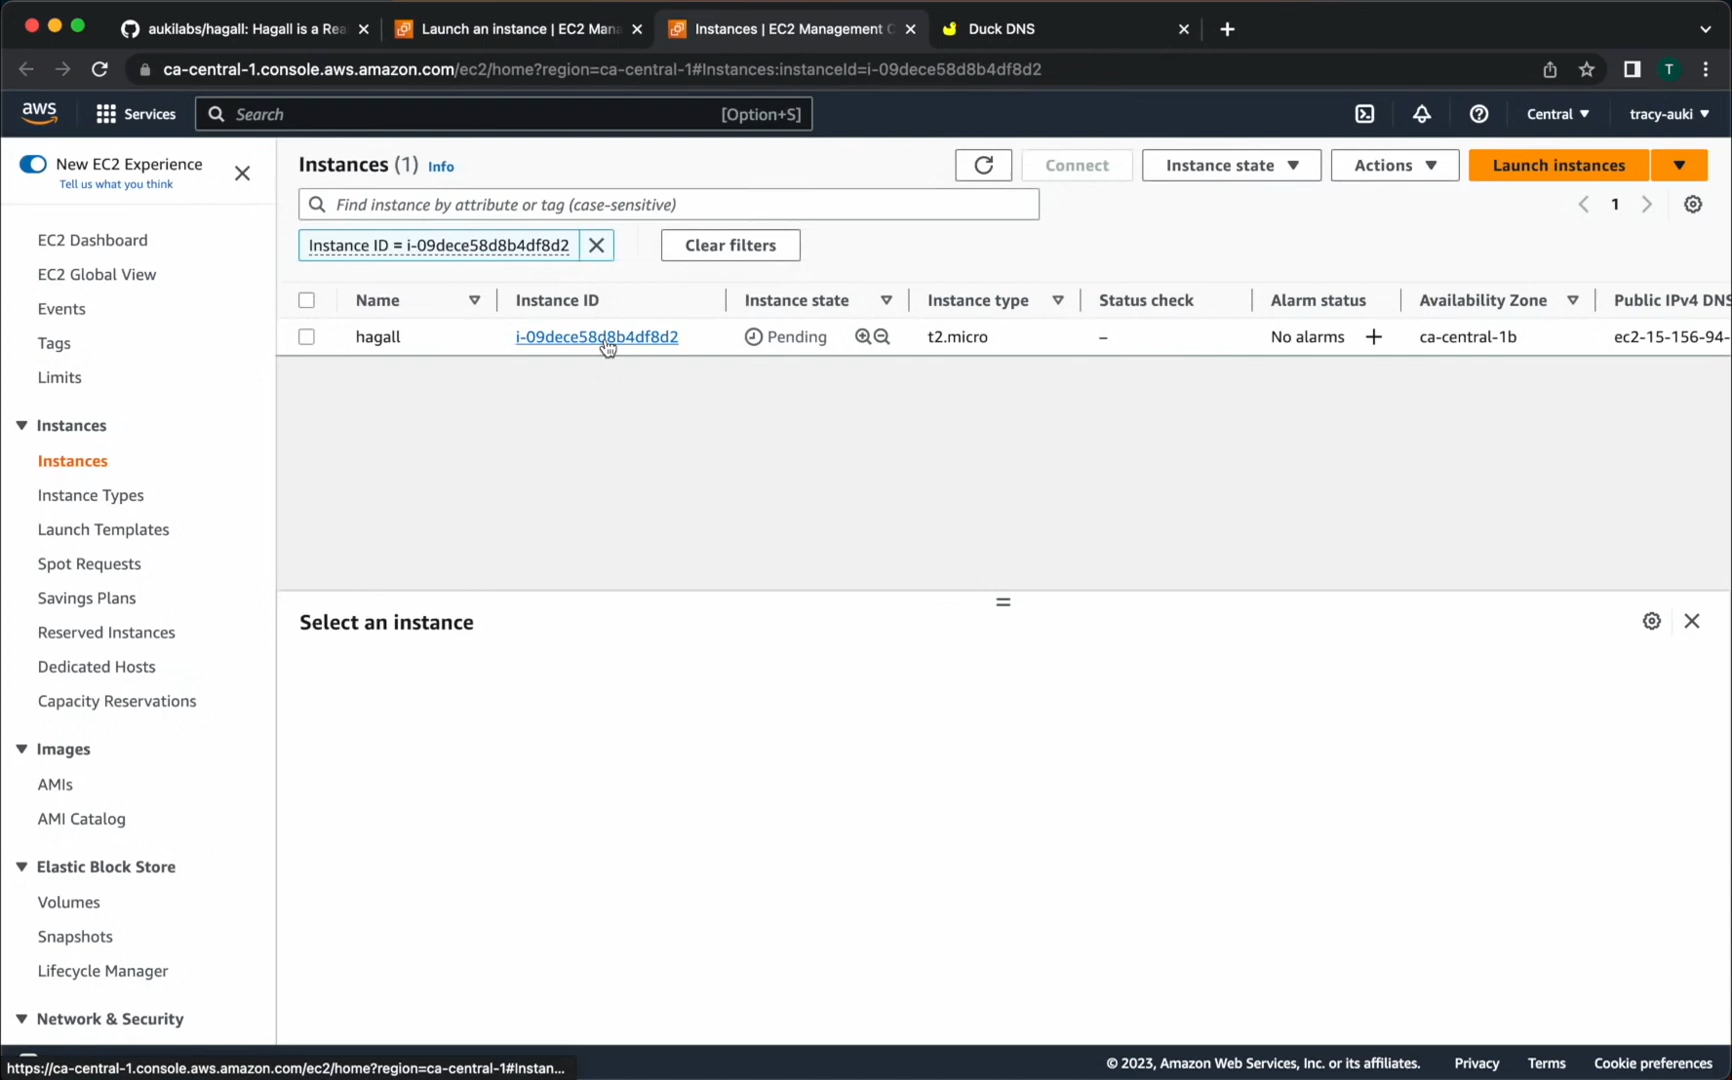 aukilabs/hagall: Hagall is a Rea
Launch an instance | EC2 Mana
Instances | EC2 Management C
Duck DNS
ca-central-1.console.aws.amazon.com/ec2/home?region=ca-central-1#Instances:instanceId=i-09dece58d8b4df8d2
T
aws
Services
Search
[Option+S]
Central
tracy-auki
New EC2 Experience
Tell us what you think
EC2 Dashboard
EC2 Global View
Events
Tags
Limits
Instances
Instances
Instance Types
Launch Templates
Spot Requests
Savings Plans
Reserved Instances
Dedicated Hosts
Capacity Reservations
Images
AMIs
AMI Catalog
Elastic Block Store
Volumes
Snapshots
Lifecycle Manager
Network & Security
Instances (1) Info
Connect
Instance state
Actions
Launch instances
Find instance by attribute or tag (case-sensitive)
1
Instance ID = i-09dece58d8b4df8d2
Clear filters
Name Instance ID Instance state Instance type Status check Alarm status Availability Zone Public IPv4 DNS
hagall i-09dece58d8b4df8d2 Pending t2.micro – No alarms + ca-central-1b ec2-15-156-94-
Select an instance
https://ca-central-1.console.aws.amazon.com/ec2/home?region=ca-central-1#Instan...
© 2023, Amazon Web Services, Inc. or its affiliates.
Privacy
Terms
Cookie preferences